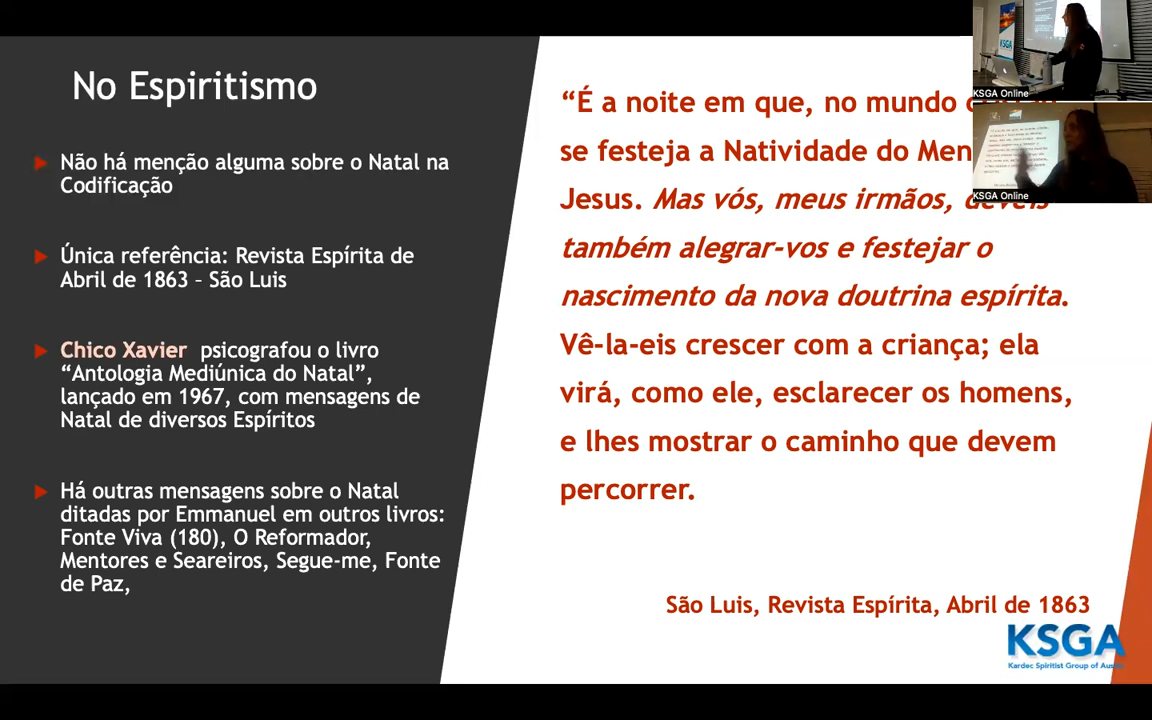 No Espiritismo
Não há menção alguma sobre o Natal na
Codificação
Única referência: Revista Espírita de
Abril de 1863 – São Luis
Chico Xavier psicografou o livro
“Antologia Mediúnica do Natal”,
lançado em 1967, com mensagens de
Natal de diversos Espíritos
Há outras mensagens sobre o Natal
ditadas por Emmanuel em outros livros:
Fonte Viva (180), O Reformador,
Mentores e Seareiros, Segue-me, Fonte
de Paz,
“É a noite em que, no mundo
se festeja a Natividade do
Jesus. Mas vós, meus irmãos, deveis
também alegrar-vos e festejar o
nascimento da nova doutrina espírita.
Vê-la-eis crescer com a criança; ela
virá, como ele, esclarecer os homens,
e lhes mostrar o caminho que devem
percorrer.
São Luis, Revista Espírita, Abril de 1863
KSGA
Kardec Spiritist Group of
KSGA
KSGA Online
KSGA Online